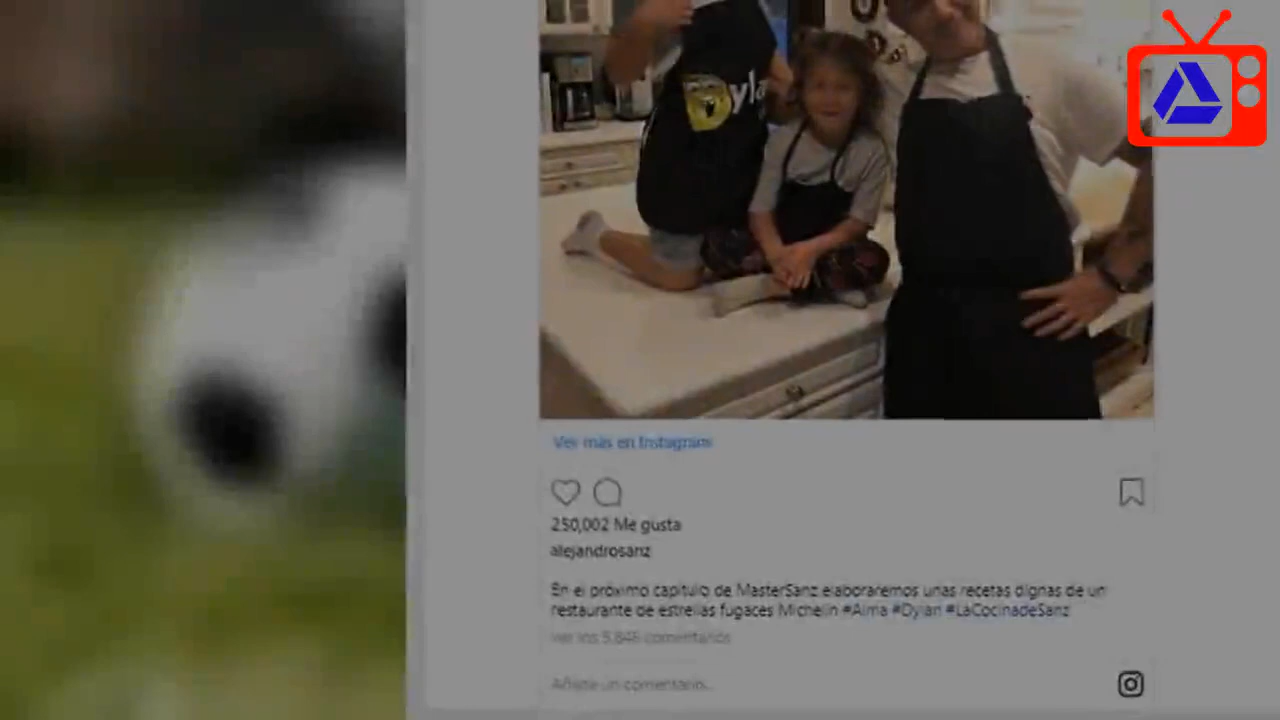 Dyla
Ver más en Instagram
250,002 Me gusta
alejandrosanz
En el próximo capítulo de MasterSanz elaboraremos unas recetas dignas de un
restaurante de estrellas fugaces Michelin #Alma #Dylan #LaCocinadeSanz
Ver los 5,846 comentarios
Añade un comentario...